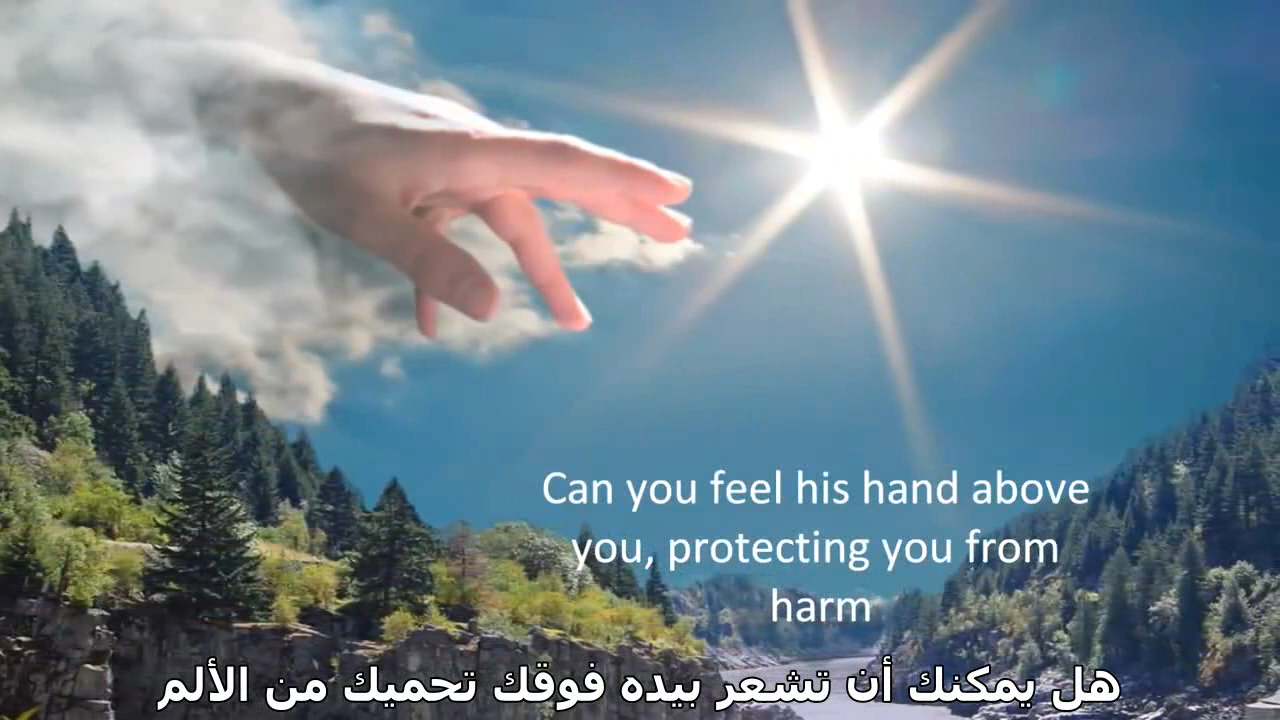 Can you feel his hand above
you, protecting you from
harm
هل يمكنك أن تشعر بيده فوقك تحميك من الألم